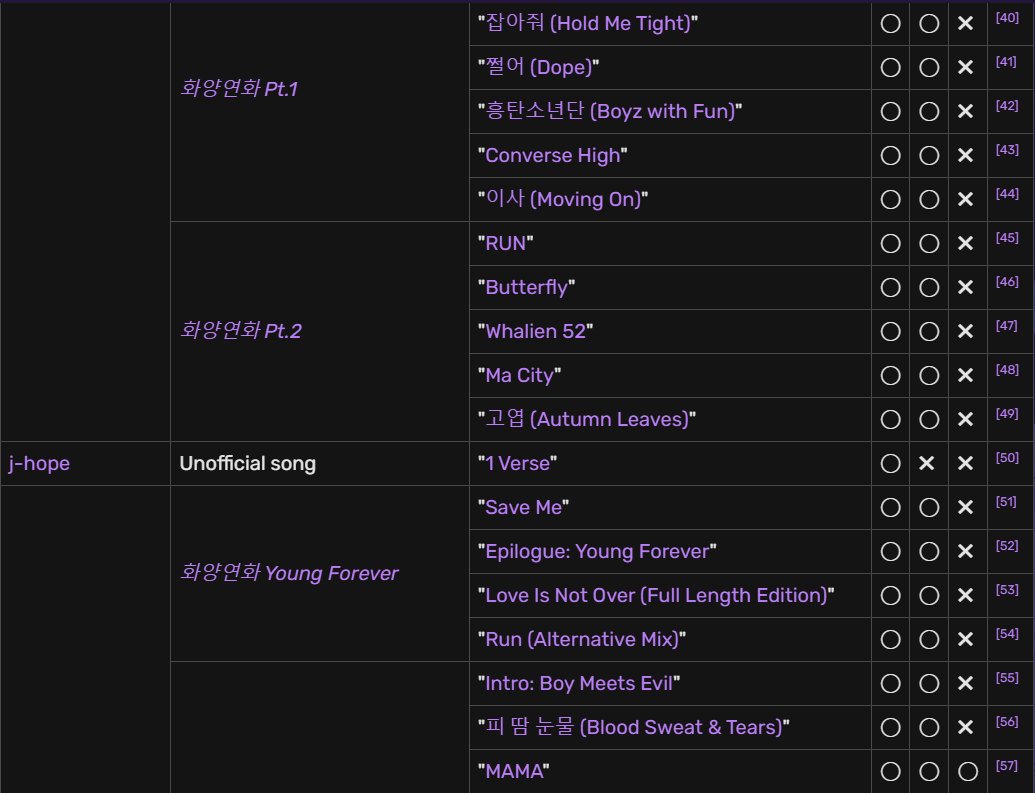 "잡아줘 (Hold Me Tight)" ◯ ◯ ✕ [40]
화양연화 Pt.1
"쩔어 (Dope)" ◯ ◯ ✕ [41]
"흥탄소년단 (Boyz with Fun)" ◯ ◯ ✕ [42]
"Converse High" ◯ ◯ ✕ [43]
"이사 (Moving On)" ◯ ◯ ✕ [44]
"RUN" ◯ ◯ ✕ [45]
"Butterfly" ◯ ◯ ✕ [46]
화양연화 Pt.2
"Whalien 52" ◯ ◯ ✕ [47]
"Ma City" ◯ ◯ ✕ [48]
"고엽 (Autumn Leaves)" ◯ ◯ ✕ [49]
j-hope Unofficial song "1 Verse" ◯ ✕ ✕ [50]
"Save Me" ◯ ◯ ✕ [51]
"Epilogue: Young Forever" ◯ ◯ ✕ [52]
화양연화 Young Forever
"Love Is Not Over (Full Length Edition)" ◯ ◯ ✕ [53]
"Run (Alternative Mix)" ◯ ◯ ✕ [54]
"Intro: Boy Meets Evil" ◯ ◯ ✕ [55]
"피 땀 눈물 (Blood Sweat & Tears)" ◯ ◯ ✕ [56]
"MAMA" ◯ ◯ ◯ [57]